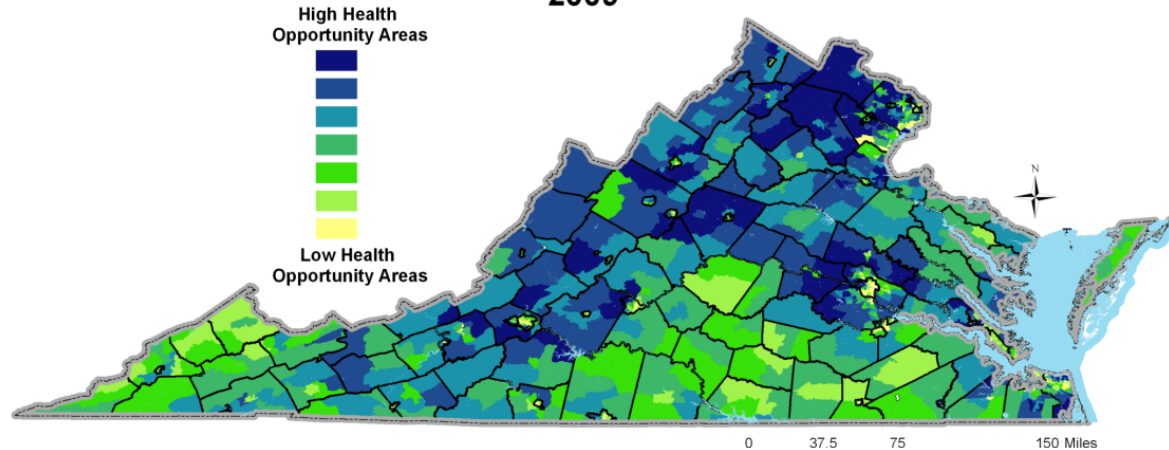 High Health
Opportunity Areas
Low Health
Opportunity Areas
N
0 37.5 75 150 Miles